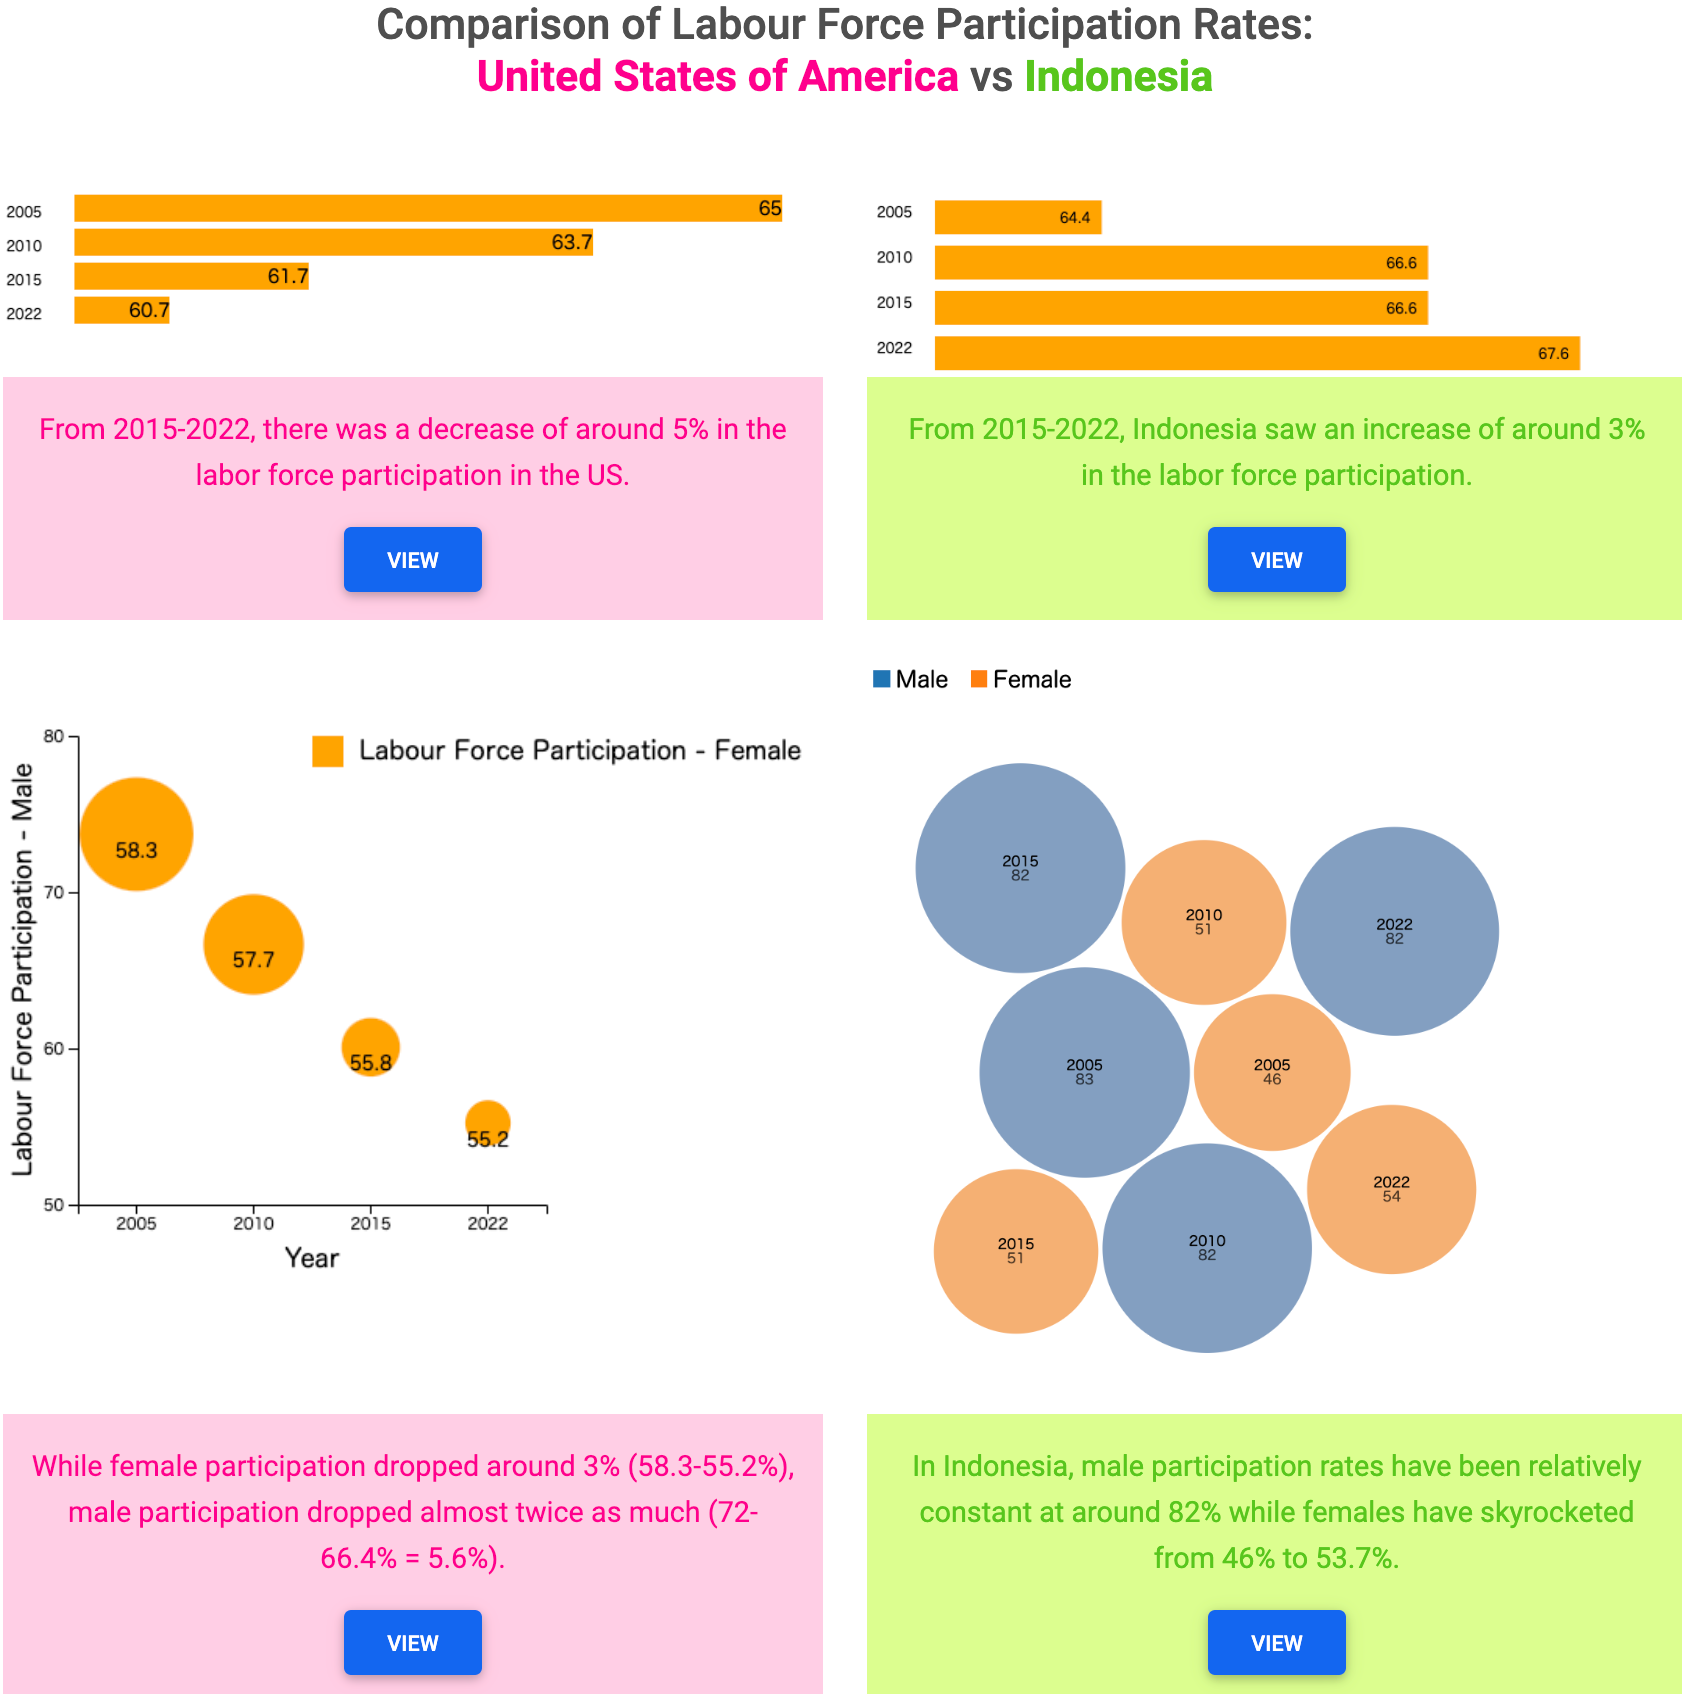 Comparison of Labour Force Participation Rates:
United States of America vs Indonesia
2005
65
2010
63.7
2015
61.7
2022
60.7
2005
64.4
2010
66.6
2015
66.6
2022
67.6
From 2015-2022, there was a decrease of around 5% in the
labor force participation in the US.
VIEW
From 2015-2022, Indonesia saw an increase of around 3%
in the labor force participation.
VIEW
Labour Force Participation - Female
Labour Force Participation - Male
80
70
60
50
58.3
57.7
55.8
55.2
2005
2010
2015
2022
Year
Male
Female
2015
82
2010
51
2022
82
2005
83
2005
46
2022
54
2015
51
2010
82
While female participation dropped around 3% (58.3-55.2%),
male participation dropped almost twice as much (72-
66.4% = 5.6%).
VIEW
In Indonesia, male participation rates have been relatively
constant at around 82% while females have skyrocketed
from 46% to 53.7%.
VIEW